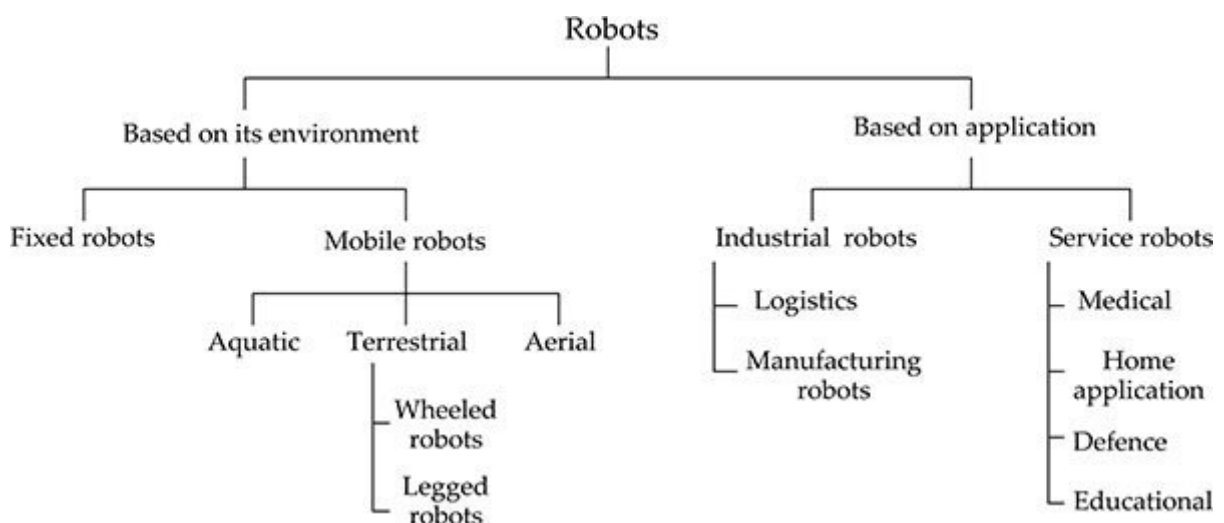 Robots
Based on its environment
Based on application
Fixed robots
Mobile robots
Industrial robots
Service robots
Aquatic
Terrestrial
Aerial
Wheeled
robots
Legged
robots
Logistics
Manufacturing
robots
Medical
Home
application
Defence
Educational